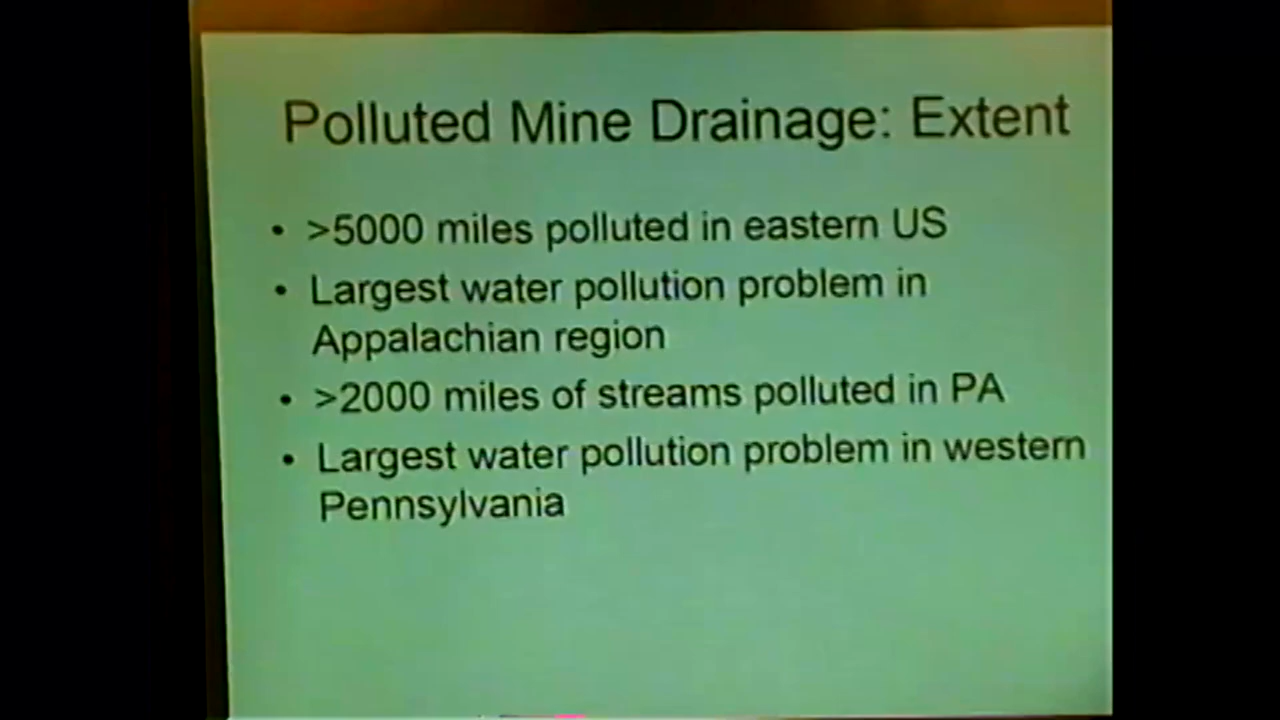 Polluted Mine Drainage: Extent
• >5000 miles polluted in eastern US
• Largest water pollution problem in
Appalachian region
• >2000 miles of streams polluted in PA
• Largest water pollution problem in western
Pennsylvania